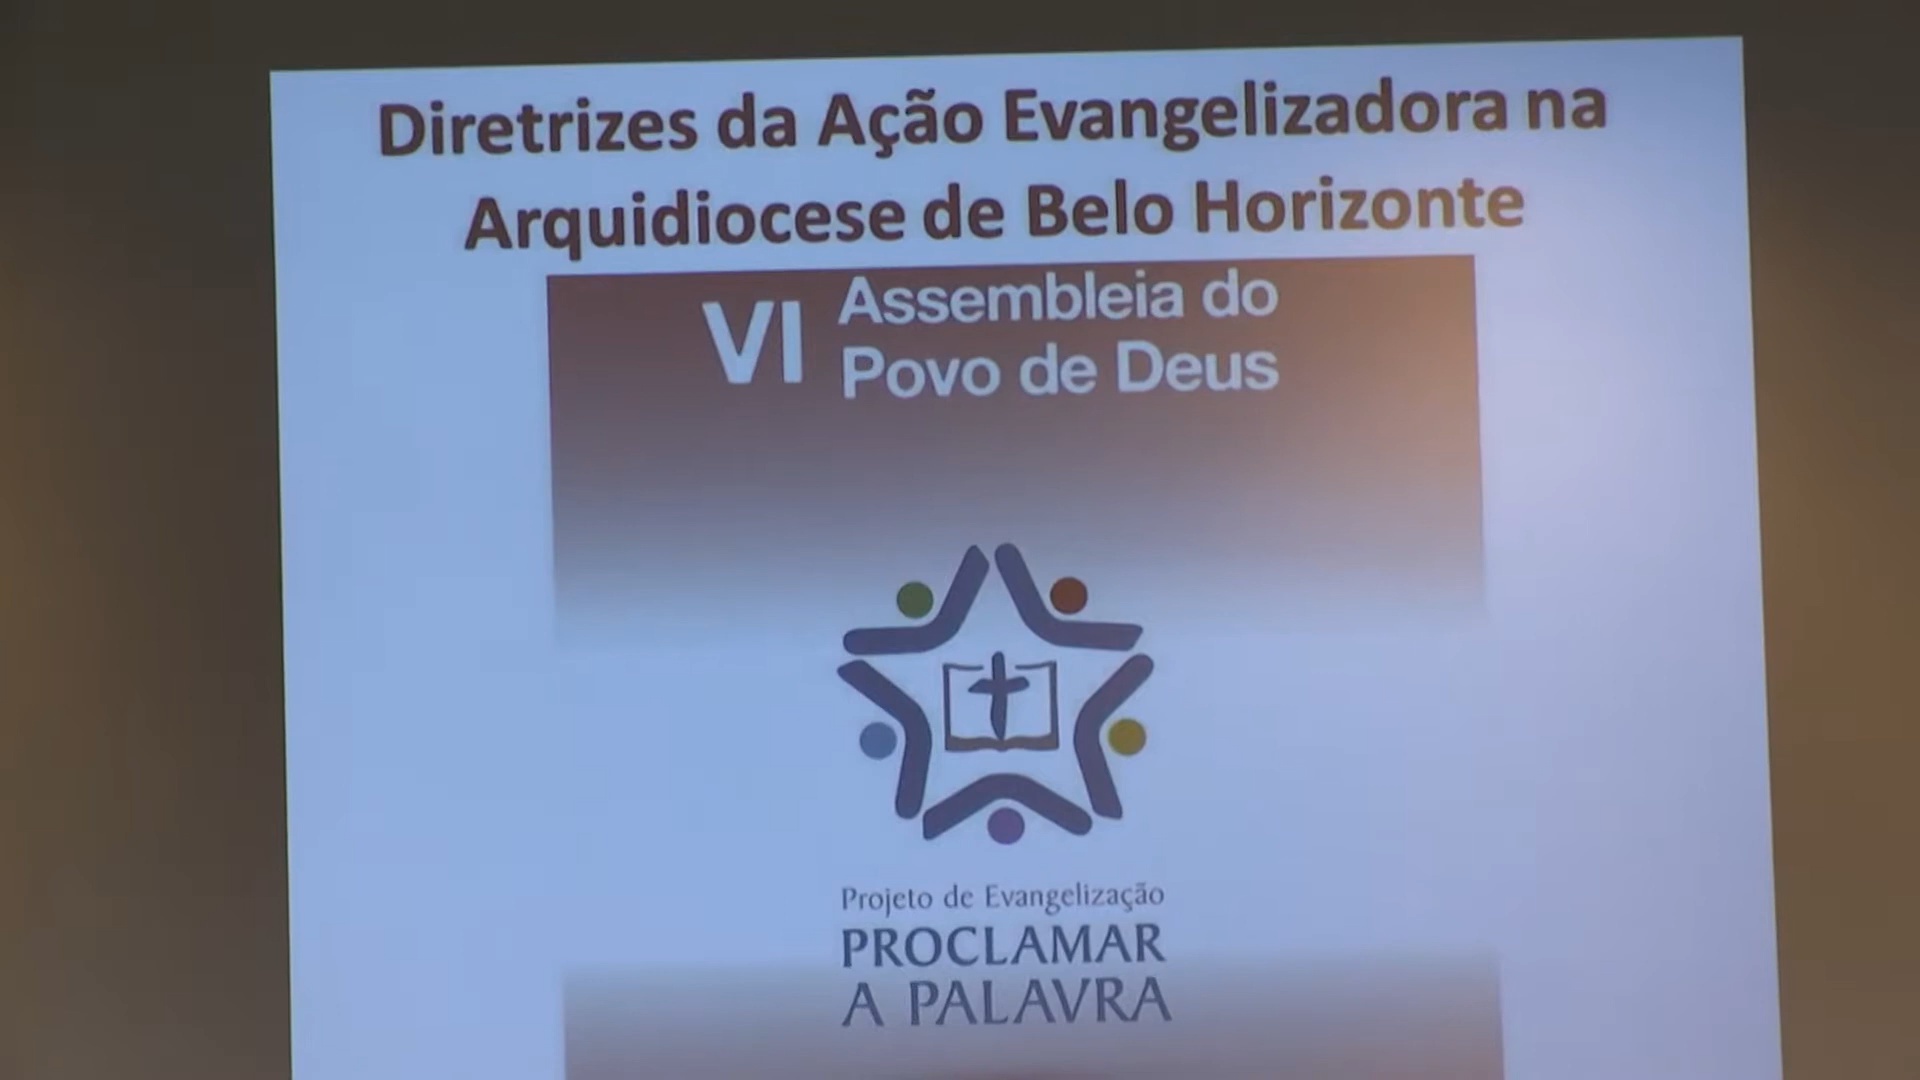 Diretrizes da Ação Evangelizadora na
Arquidiocese de Belo Horizonte
VI Assembleia do
Povo de Deus
Projeto de Evangelização
PROCLAMAR
A PALAVRA